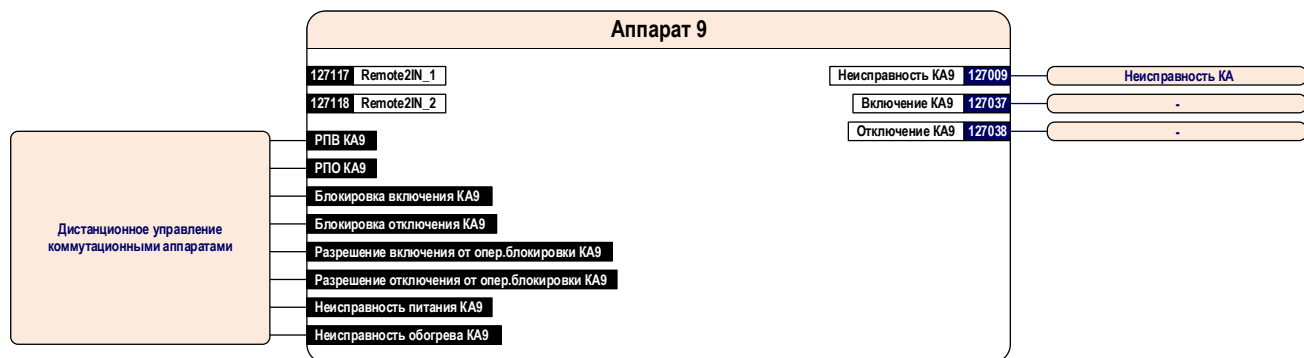 Аппарат 9
127117 Remote2IN_1
127118 Remote2IN_2
Неисправность КА9 127009 Неисправность КА
Включение КА9 127037 -
Отключение КА9 127038 -
Дистанционное управление
коммутационными аппаратами
РПВ КА9
РПО КА9
Блокировка включения КА9
Блокировка отключения КА9
Разрешение включения от опер.блокировки КА9
Разрешение отключения от опер.блокировки КА9
Неисправность питания КА9
Неисправность обогрева КА9